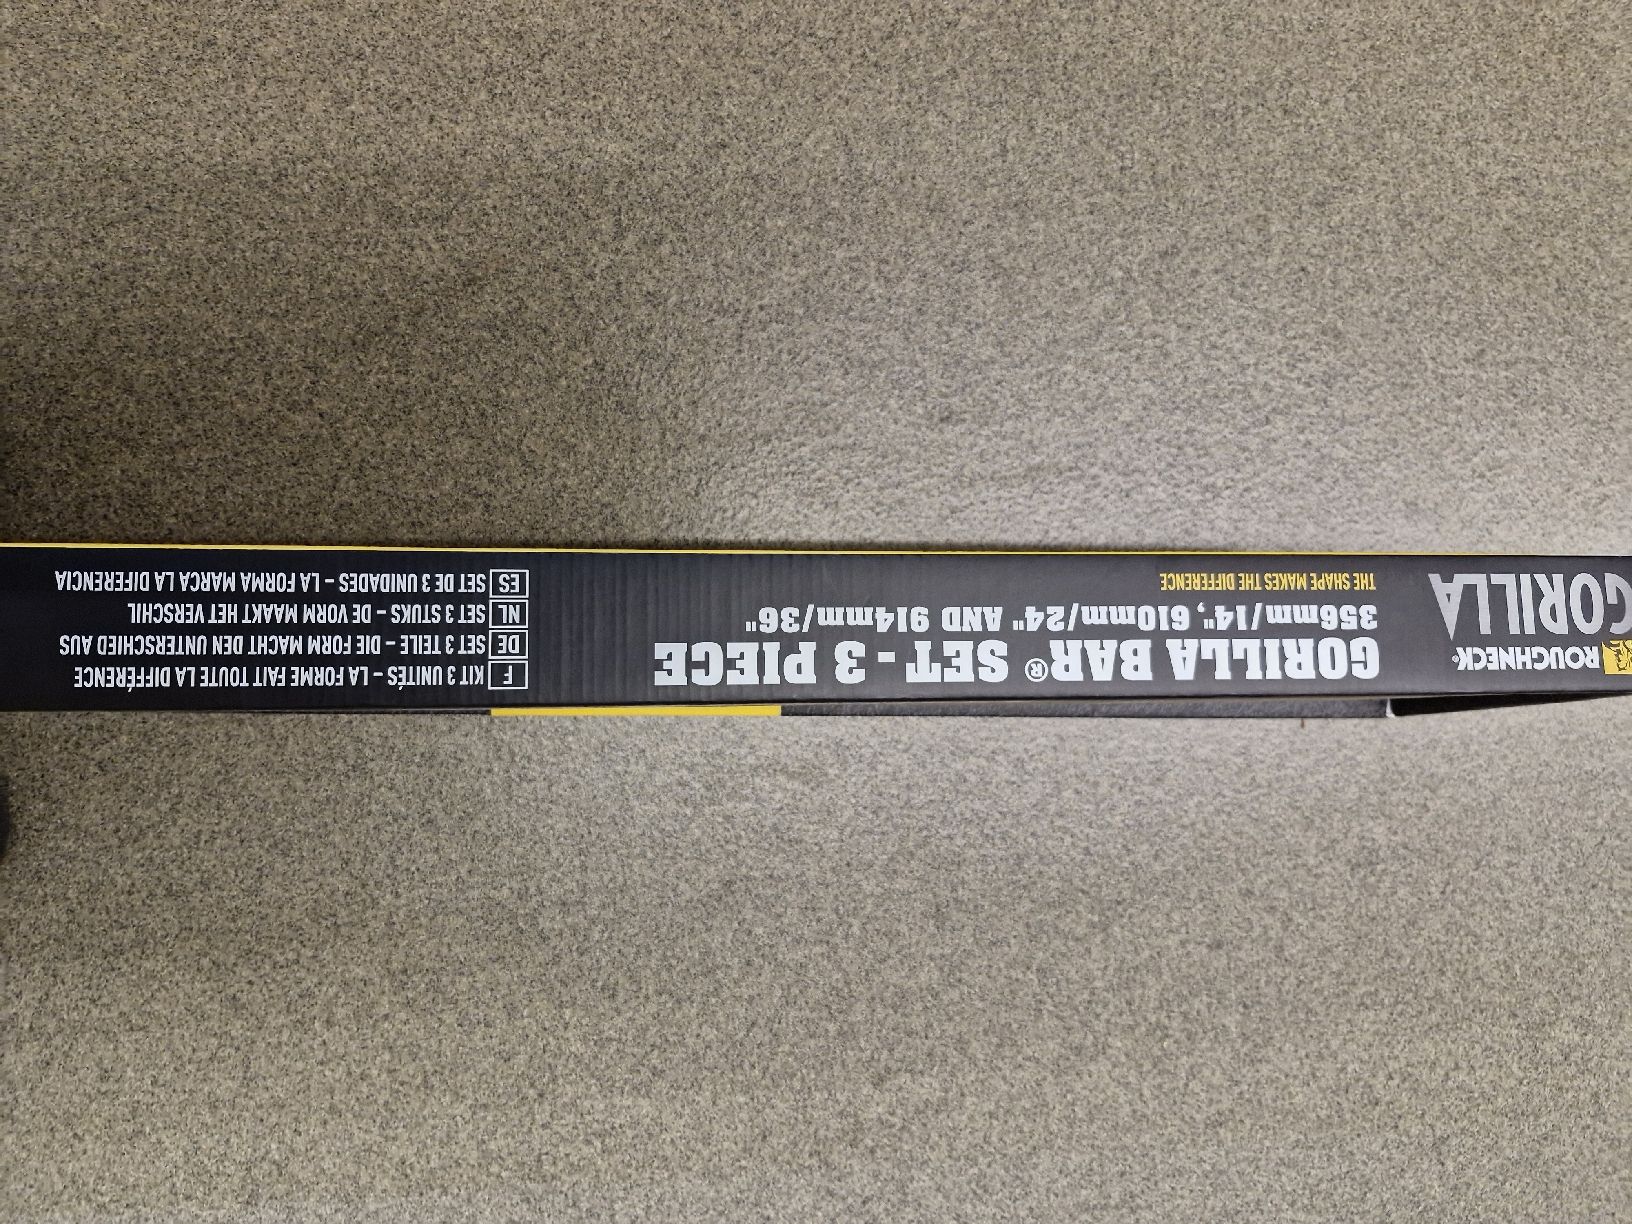 ROUGHNECK®
GORILLA
GORILLA BAR® SET - 3 PIECE
356mm/14", 610mm/24" AND 914mm/36"
THE SHAPE MAKES THE DIFFERENCE
F KIT 3 UNITÉS – LA FORME FAIT TOUTE LA DIFFÉRENCE
DE SET 3 TEILE – DIE FORM MACHT DEN UNTERSCHIED AUS
NL SET 3 STUKS – DE VORM MAAKT HET VERSCHIL
ES SET DE 3 UNIDADES – LA FORMA MARCA LA DIFERENCIA